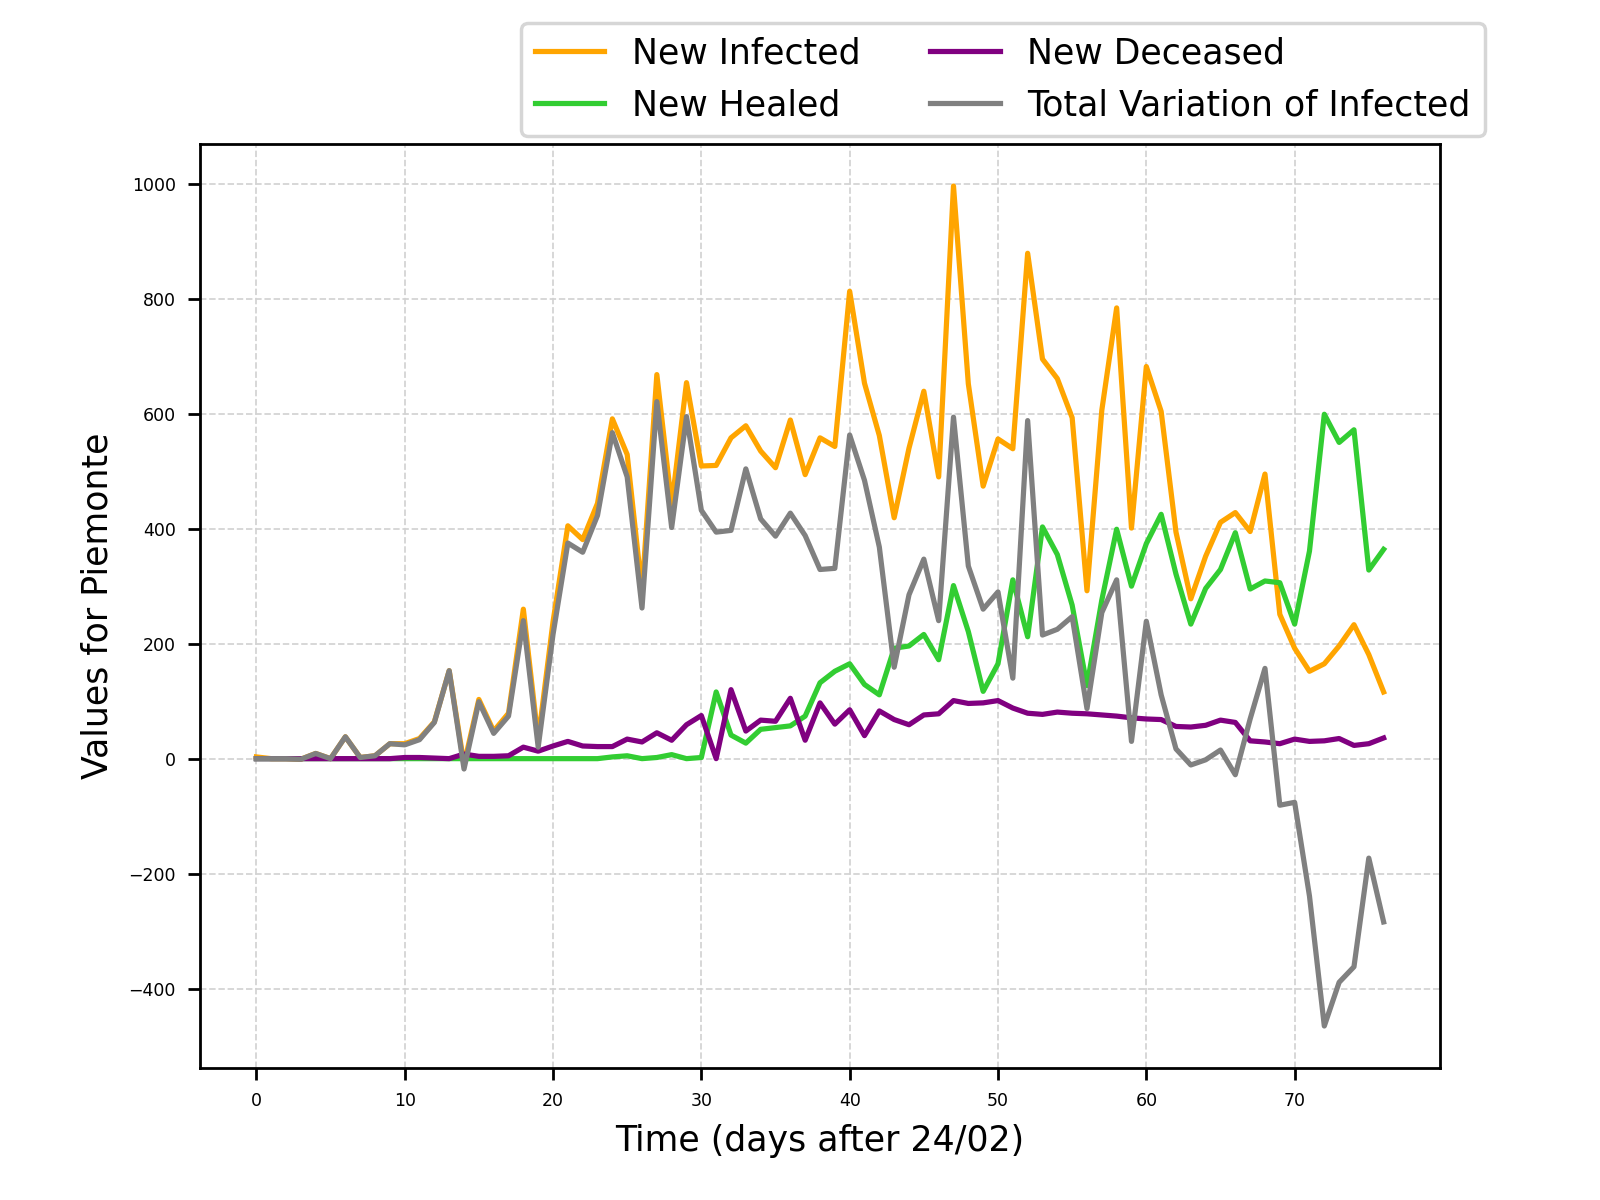 New Infected
New Deceased
New Healed
Total Variation of Infected
1000
800
600
400
200
0
−200
−400
Values for Piemonte
0 10 20 30 40 50 60 70
Time (days after 24/02)